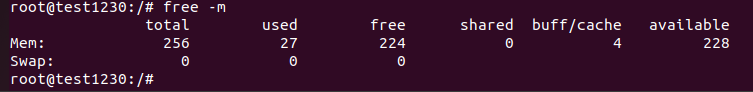 root@test1230:/# free -m
total used free shared buff/cache available
Mem: 256 27 224 0 4 228
Swap: 0 0 0
root@test1230:/#